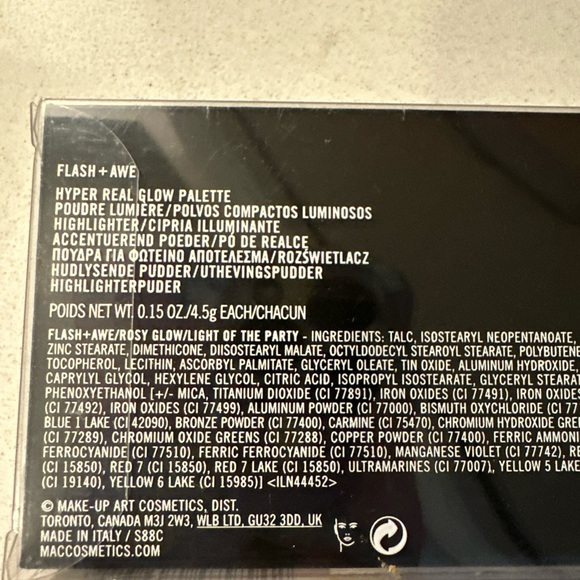 FLASH + AWE
HYPER REAL GLOW PALETTE
POUDRE LUMIÈRE/POLVOS COMPACTOS LUMINOSOS
HIGHLIGHTER/CIPRIA ILLUMINANTE
ACCENTUEREND POEDER/PÓ DE REALCE
ΠΟΥΔΡΑ ΓΙΑ ΦΩΤΕΙΝΟ ΑΠΟΤΕΛΕΣΜΑ/ROZŚWIETLACZ
HUDLYSENDE PUDDER/UTHEVINGSPUDDER
HIGHLIGHTERPUDER
POIDS NET WT. 0.15 OZ./4.5g EACH/CHACUN
FLASH+AWE/ROSY GLOW/LIGHT OF THE PARTY - INGREDIENTS: TALC, ISOSTEARYL NEOPENTANOATE,
ZINC STEARATE, DIMETHICONE, DIISOSTEARYL MALATE, OCTYLDODECYL STEAROYL STEARATE, POLYBUTENE
TOCOPHEROL, LECITHIN, ASCORBYL PALMITATE, GLYCERYL OLEATE, TIN OXIDE, ALUMINUM HYDROXIDE,
CAPRYLYL GLYCOL, HEXYLENE GLYCOL, CITRIC ACID, ISOPROPYL ISOSTEARATE, GLYCERYL STEARAT
PHENOXYETHANOL [+/- MICA, TITANIUM DIOXIDE (CI 77891), IRON OXIDES (CI 77491), IRON OXIDES
(CI 77492), IRON OXIDES (CI 77499), ALUMINUM POWDER (CI 77000), BISMUTH OXYCHLORIDE (CI 77
BLUE 1 LAKE (CI 42090), BRONZE POWDER (CI 77400), CARMINE (CI 75470), CHROMIUM HYDROXIDE GRE
(CI 77289), CHROMIUM OXIDE GREENS (CI 77288), COPPER POWDER (CI 77400), FERRIC AMMONI
FERROCYANIDE (CI 77510), FERRIC FERROCYANIDE (CI 77510), MANGANESE VIOLET (CI 77742), RE
(CI 15850), RED 7 (CI 15850), RED 7 LAKE (CI 15850), ULTRAMARINES (CI 77007), YELLOW 5 LAKE
(CI 19140), YELLOW 6 LAKE (CI 15985)] <ILN44452>
© MAKE-UP ART COSMETICS, DIST.
TORONTO, CANADA M3J 2W3, WLB LTD, GU32 3DD, UK
MADE IN ITALY / S88C
MACCOSMETICS.COM